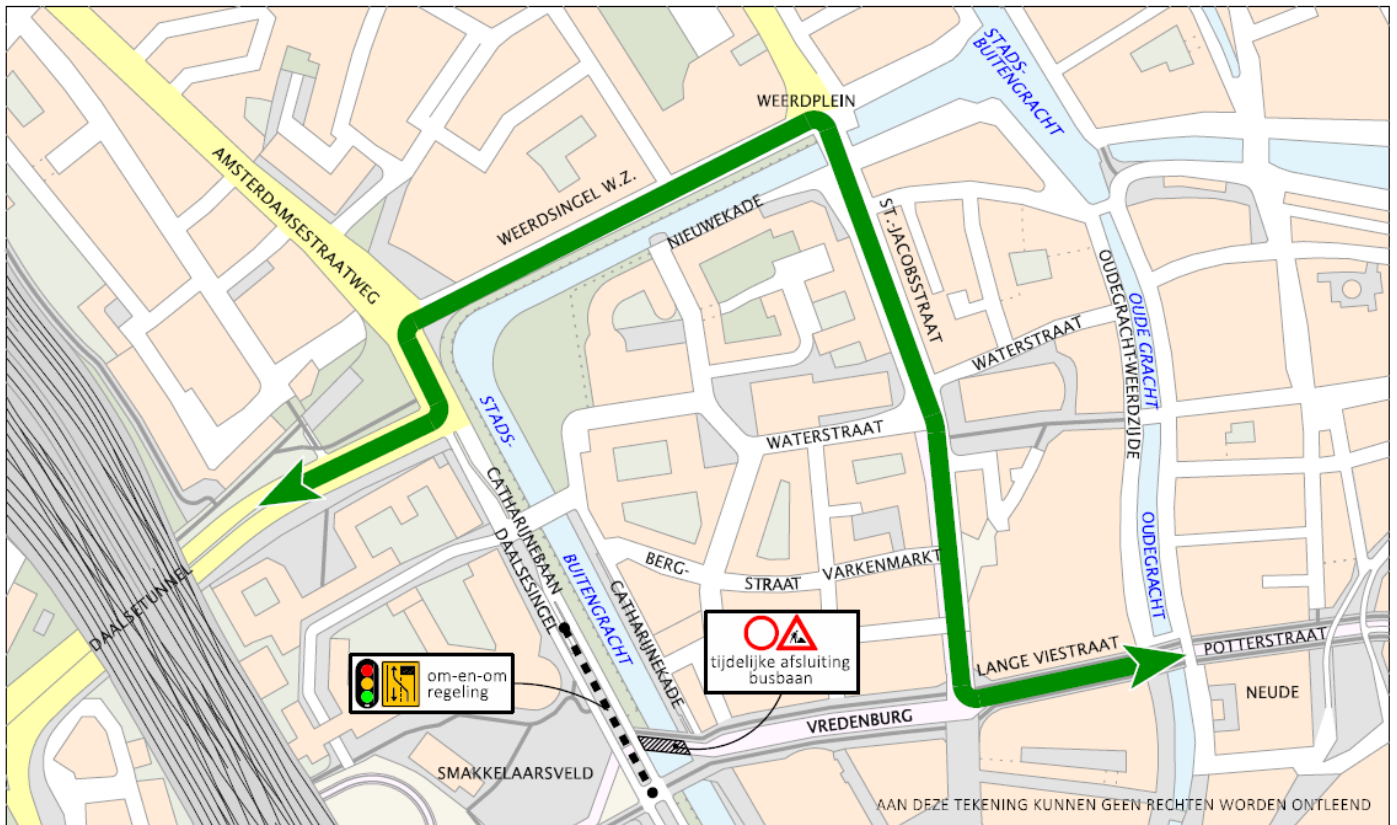 STADS-
BUITENGRACHT
WEERDPLEIN
AMSTERDAMSESTRAATWEG
WEERDSINGEL W.Z.
NIEUWEKADE
ST.-JACOBSSTRAAT
OUDEGRACHT-WEERDZIJDE
OUDE GRACHT
WATERSTRAAT
STADS-
WATERSTRAAT
CATHARIJNEBAAN
DAALSESINGEL
BUITENGRACHT
CATHARIJNEKADE
BERG-
STRAAT
VARKENMARKT
OUDEGRACHT
DAALSETUNNEL
tijdelijke afsluiting
busbaan
om-en-om
regeling
LANGE VIESTRAAT
POTTERSTRAAT
NEUDE
VREDENBURG
SMAKKELAARSVELD
AAN DEZE TEKENING KUNNEN GEEN RECHTEN WORDEN ONTLEEND